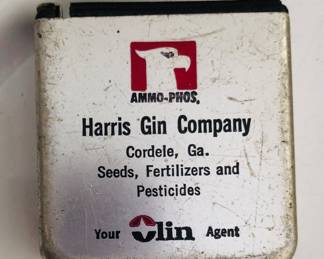 AMMO-PHOS.
Harris Gin Company
Cordele, Ga.
Seeds, Fertilizers and
Pesticides
Your Olin Agent